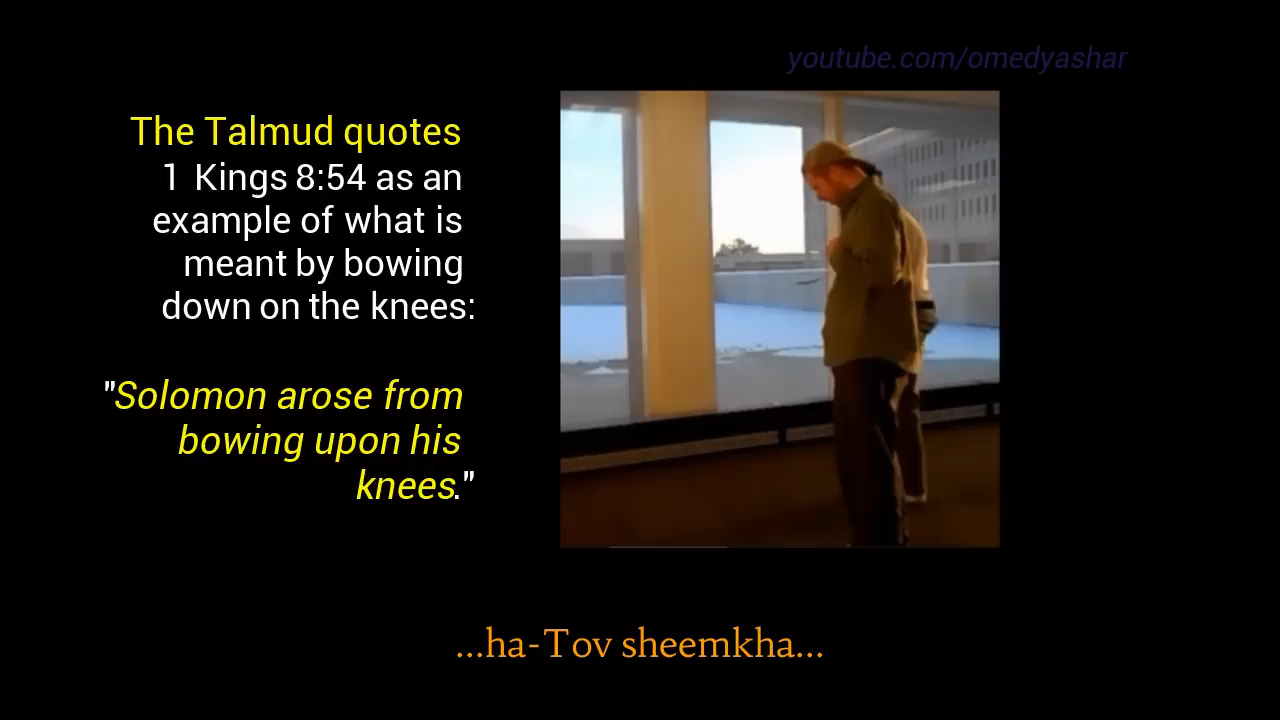 youtube.com/omedyashar
The Talmud quotes
1 Kings 8:54 as an
example of what is
meant by bowing
down on the knees:
"Solomon arose from
bowing upon his
knees."
...ha-Tov sheemkha...